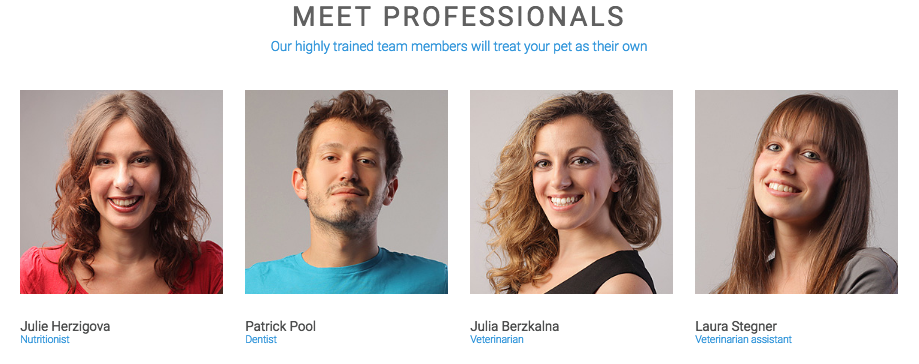 MEET PROFESSIONALS
Our highly trained team members will treat your pet as their own
Julie Herzigova
Nutritionist
Patrick Pool
Dentist
Julia Berzkalna
Veterinarian
Laura Stegner
Veterinarian assistant